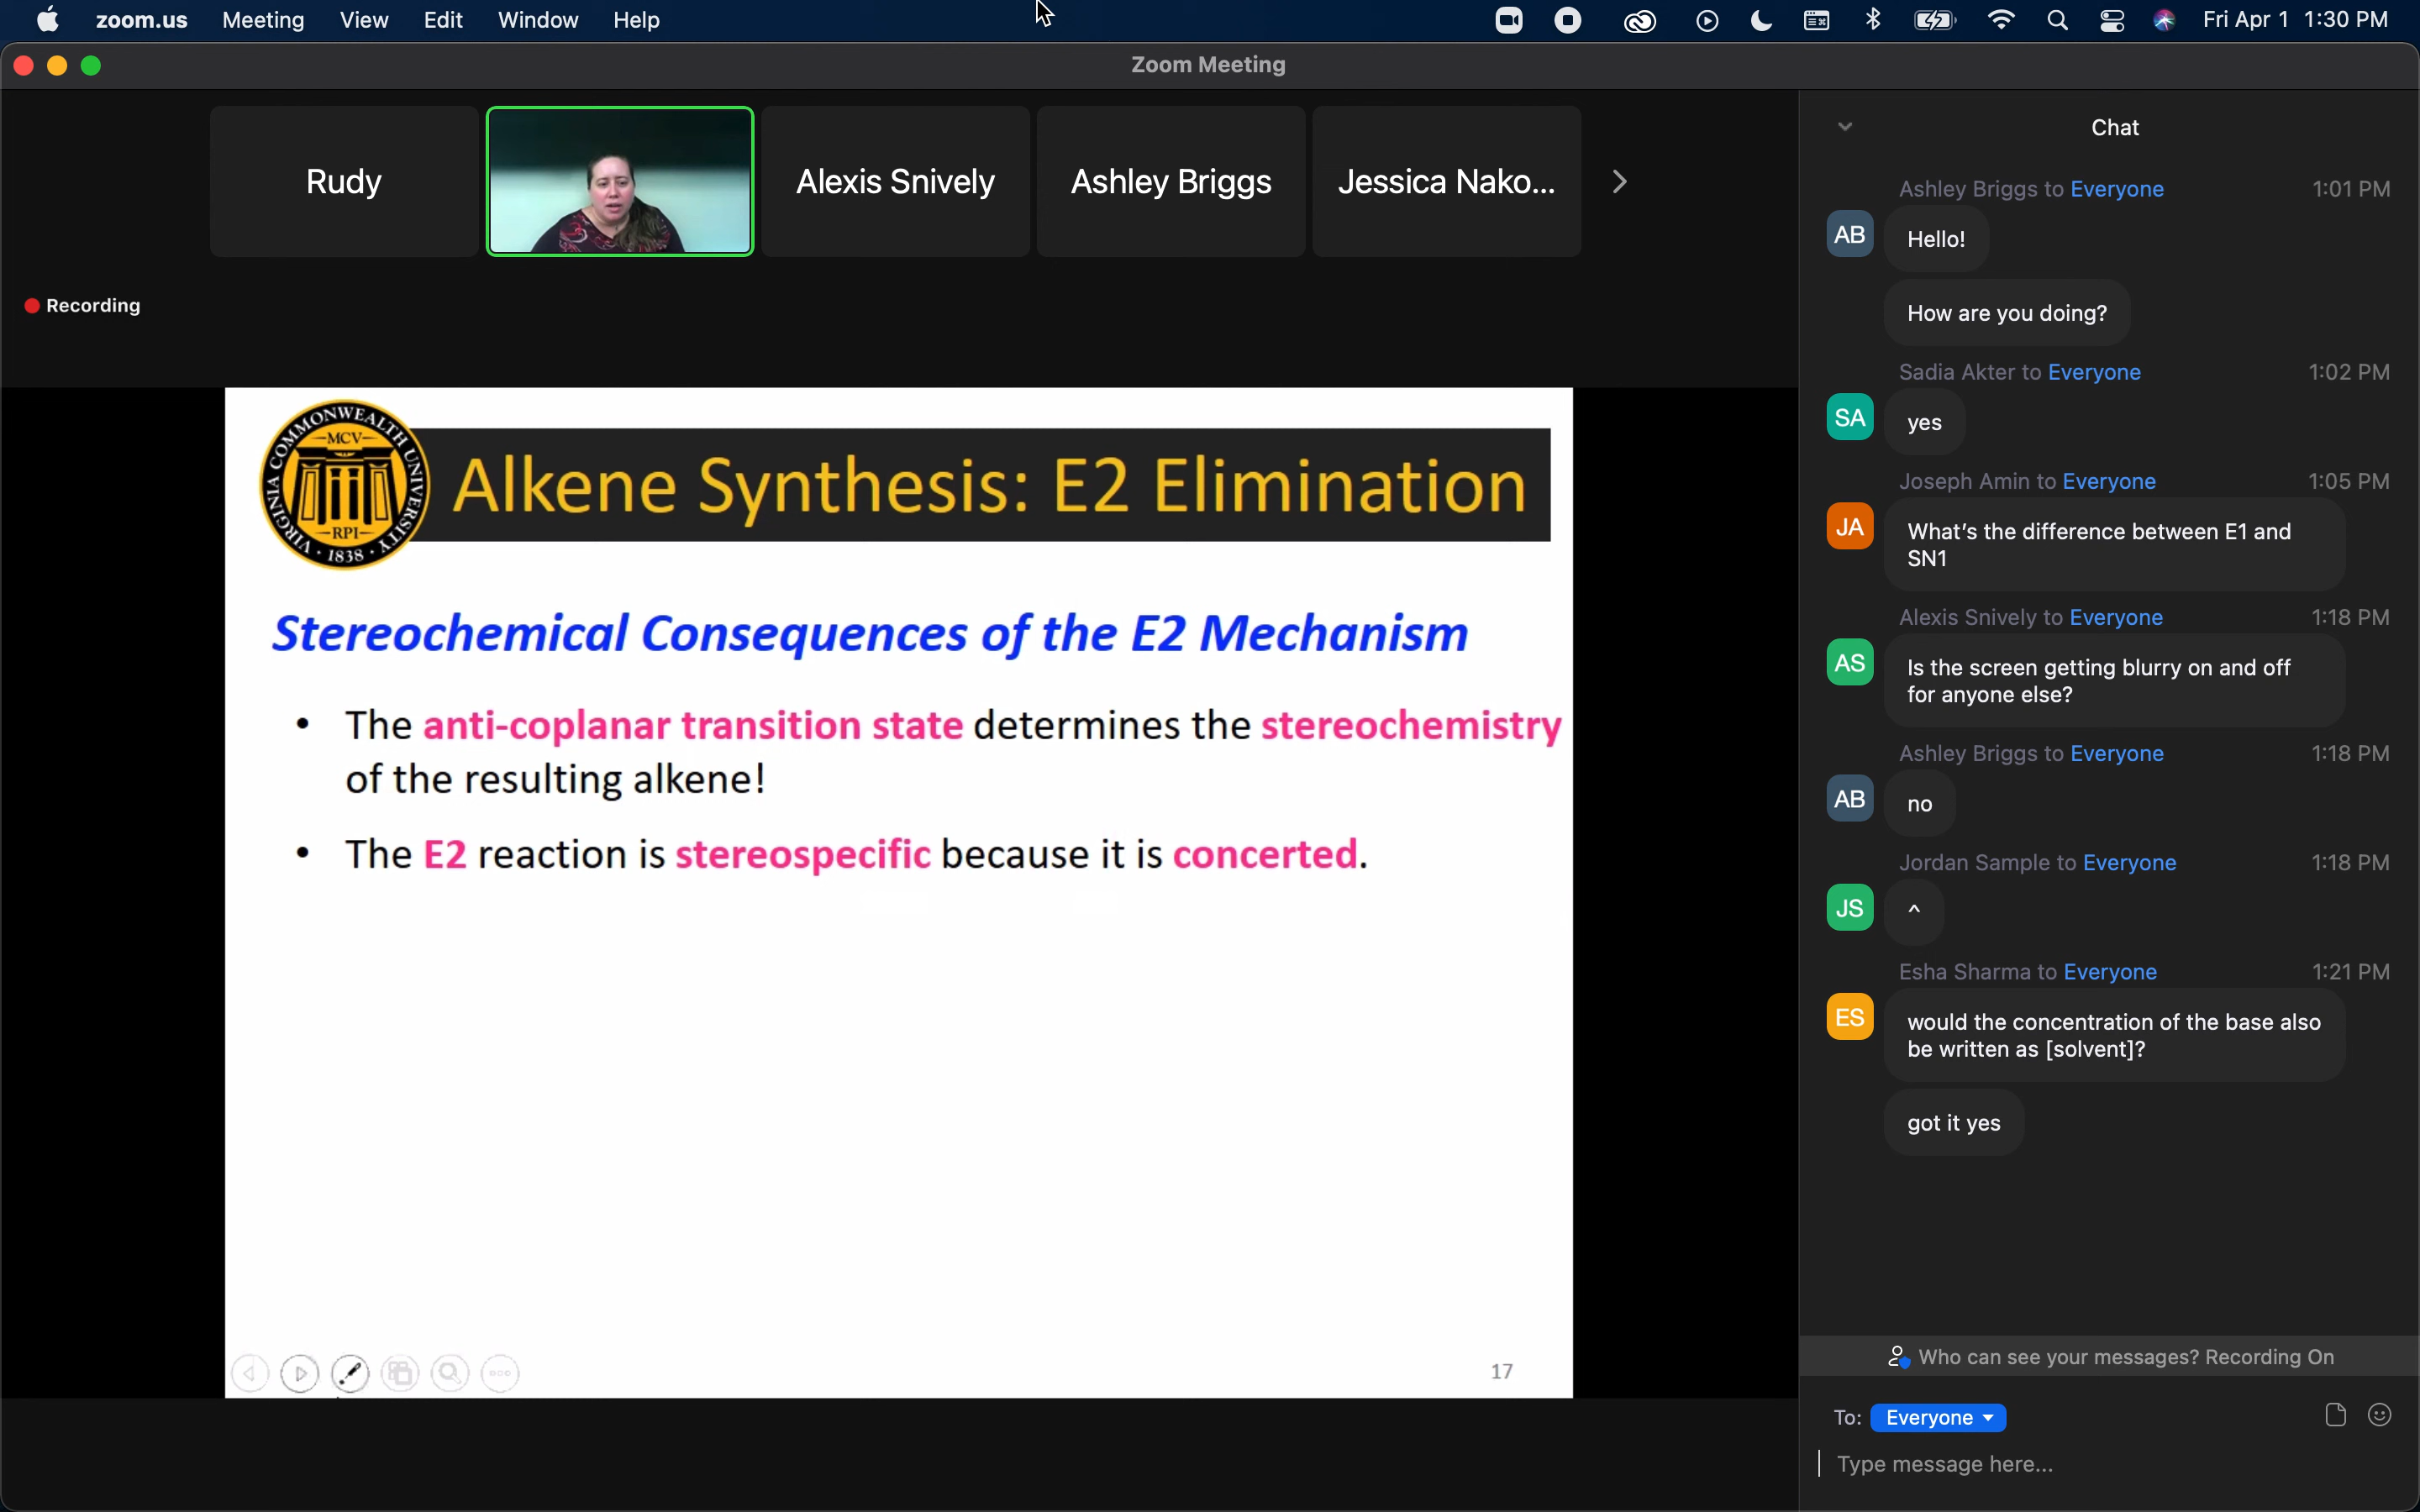 zoom.us Meeting View Edit Window Help Fri Apr 1 1:30 PM
Zoom Meeting
Rudy
Alexis Snively
Ashley Briggs
Jessica Nako...
Recording
VIRGINIA COMMONWEALTH UNIVERSITY
MCV
RPI
1838
Alkene Synthesis: E2 Elimination
Stereochemical Consequences of the E2 Mechanism
• The anti-coplanar transition state determines the stereochemistry
of the resulting alkene!
• The E2 reaction is stereospecific because it is concerted.
17
Chat
Ashley Briggs to Everyone 1:01 PM
AB
Hello!
How are you doing?
Sadia Akter to Everyone 1:02 PM
SA
yes
Joseph Amin to Everyone 1:05 PM
JA
What's the difference between E1 and
SN1
Alexis Snively to Everyone 1:18 PM
AS
Is the screen getting blurry on and off
for anyone else?
Ashley Briggs to Everyone 1:18 PM
AB
no
Jordan Sample to Everyone 1:18 PM
JS
^
Esha Sharma to Everyone 1:21 PM
ES
would the concentration of the base also
be written as [solvent]?
got it yes
Who can see your messages? Recording On
To: Everyone
Type message here...